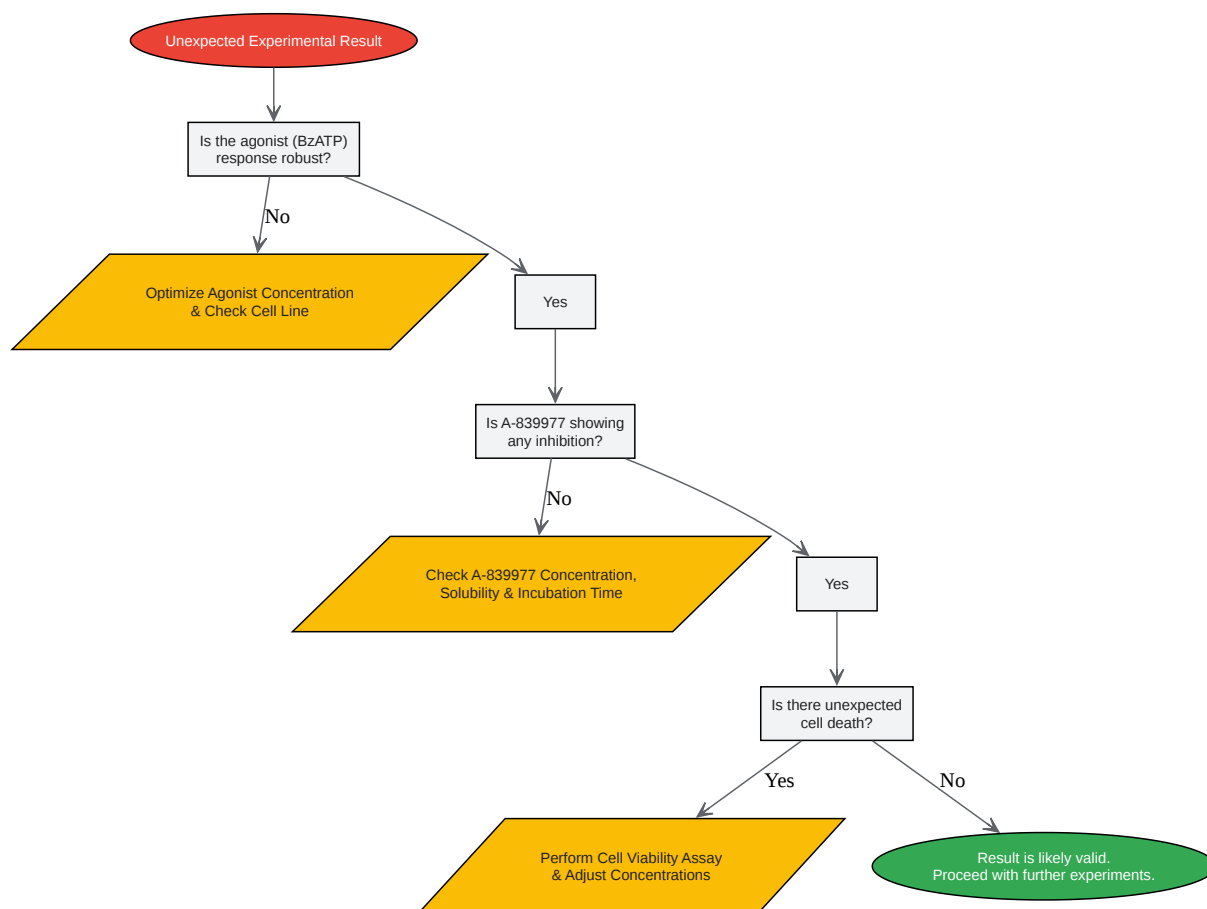 Unexpected Experimental Result
Is the agonist (BzATP)
response robust?
No
Optimize Agonist Concentration
& Check Cell Line
Yes
Is A-839977 showing
any inhibition?
No
Check A-839977 Concentration,
Solubility & Incubation Time
Yes
Is there unexpected
cell death?
Yes
No
Perform Cell Viability Assay
& Adjust Concentrations
Result is likely valid.
Proceed with further experiments.